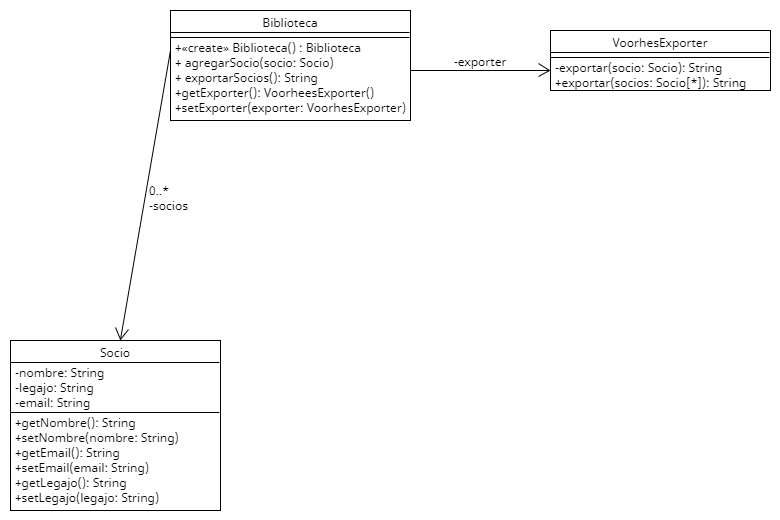 Biblioteca
+«create» Biblioteca() : Biblioteca
+ agregarSocio(socio: Socio)
+ exportarSocios(): String
+getExporter(): VoorheesExporter()
+setExporter(exporter: VoorhesExporter)
-exporter
VoorhesExporter
-exportar(socio: Socio): String
+exportar(socios: Socio[*]): String
0..*
-socios
Socio
-nombre: String
-legajo: String
-email: String
+getNombre(): String
+setNombre(nombre: String)
+getEmail(): String
+setEmail(email: String)
+getLegajo(): String
+setLegajo(legajo: String)